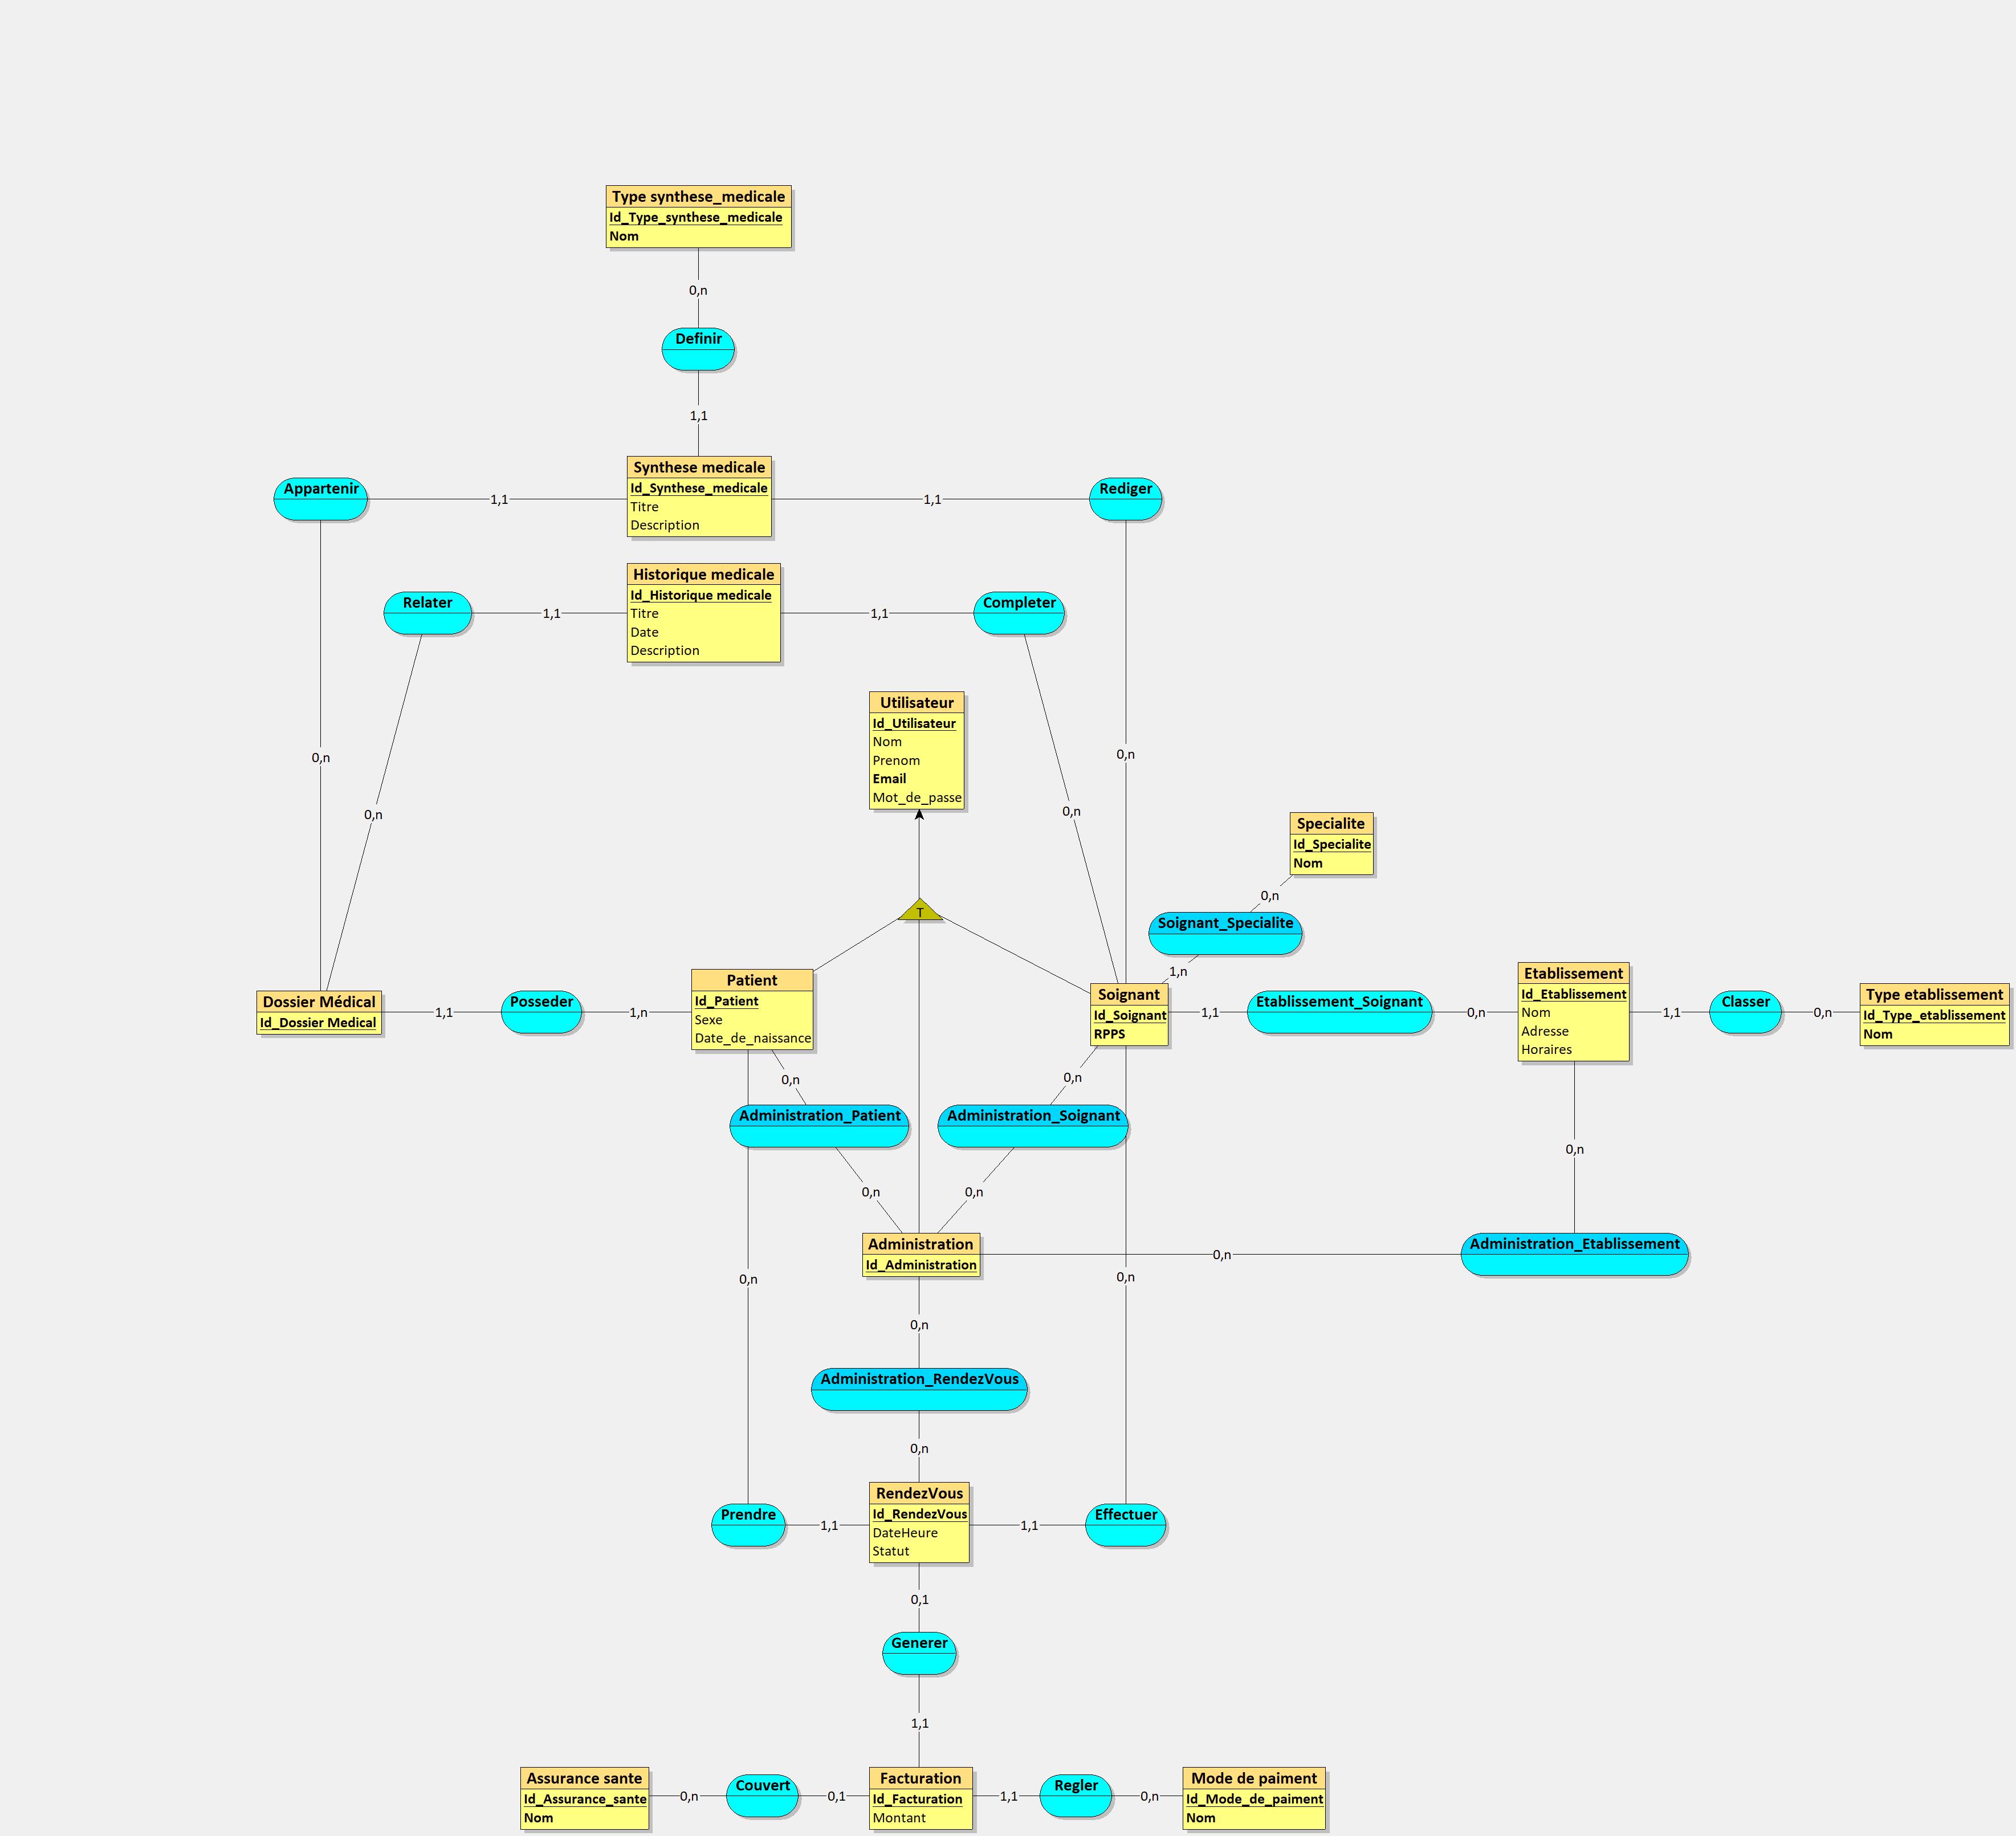 Type synthese_medicale
Id_Type_synthese_medicale
Nom
0,n
Definir
1,1
Synthese medicale
Id_Synthese_medicale
Titre
Description
Appartenir
1,1
1,1
Rediger
Historique medicale
Id_Historique medicale
Titre
Date
Description
Relater
1,1
1,1
Completer
Utilisateur
Id_Utilisateur
Nom
Prenom
Email
Mot_de_passe
0,n
0,n
0,n
0,n
Specialite
Id_Specialite
Nom
0,n
Soignant_Specialite
1,n
T
Dossier Médical
Id_Dossier Medical
1,1
Posseder
1,n
Patient
Id_Patient
Sexe
Date_de_naissance
Soignant
Id_Soignant
RPPS
1,1
Etablissement_Soignant
0,n
Etablissement
Id_Etablissement
Nom
Adresse
Horaires
1,1
Classer
0,n
Type etablissement
Id_Type_etablissement
Nom
0,n
0,n
Administration_Patient
Administration_Soignant
0,n
0,n
0,n
Administration
Id_Administration
0,n
Administration_Etablissement
0,n
0,n
0,n
Administration_RendezVous
0,n
RendezVous
Id_RendezVous
DateHeure
Statut
Prendre
1,1
1,1
Effectuer
0,1
Generer
1,1
Assurance sante
Id_Assurance_sante
Nom
0,n
Couvert
0,1
Facturation
Id_Facturation
Montant
1,1
Regler
0,n
Mode de paiment
Id_Mode_de_paiment
Nom